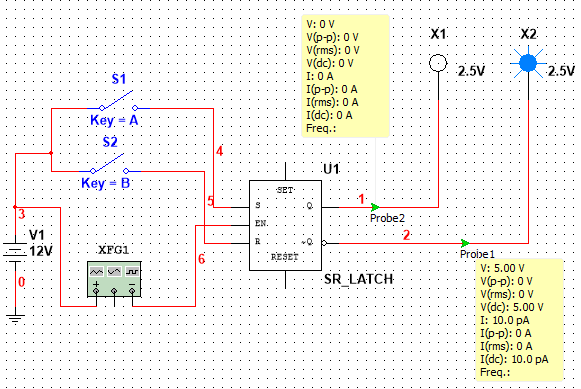 V: 0 V
V(p-p): 0 V
V(rms): 0 V
V(dc): 0 V
I: 0 A
I(p-p): 0 A
I(rms): 0 A
I(dc): 0 A
Freq.:
X1
2.5V
X2
2.5V
S1
Key = A
S2
Key = B
4
5
6
3
V1
12V
0
XFG1
U1
SET
S
Q
EN
R
~Q
RESET
SR_LATCH
1
Probe2
2
Probe1
V: 5.00 V
V(p-p): 0 V
V(rms): 0 V
V(dc): 5.00 V
I: 10.0 pA
I(p-p): 0 A
I(rms): 0 A
I(dc): 10.0 pA
Freq.: